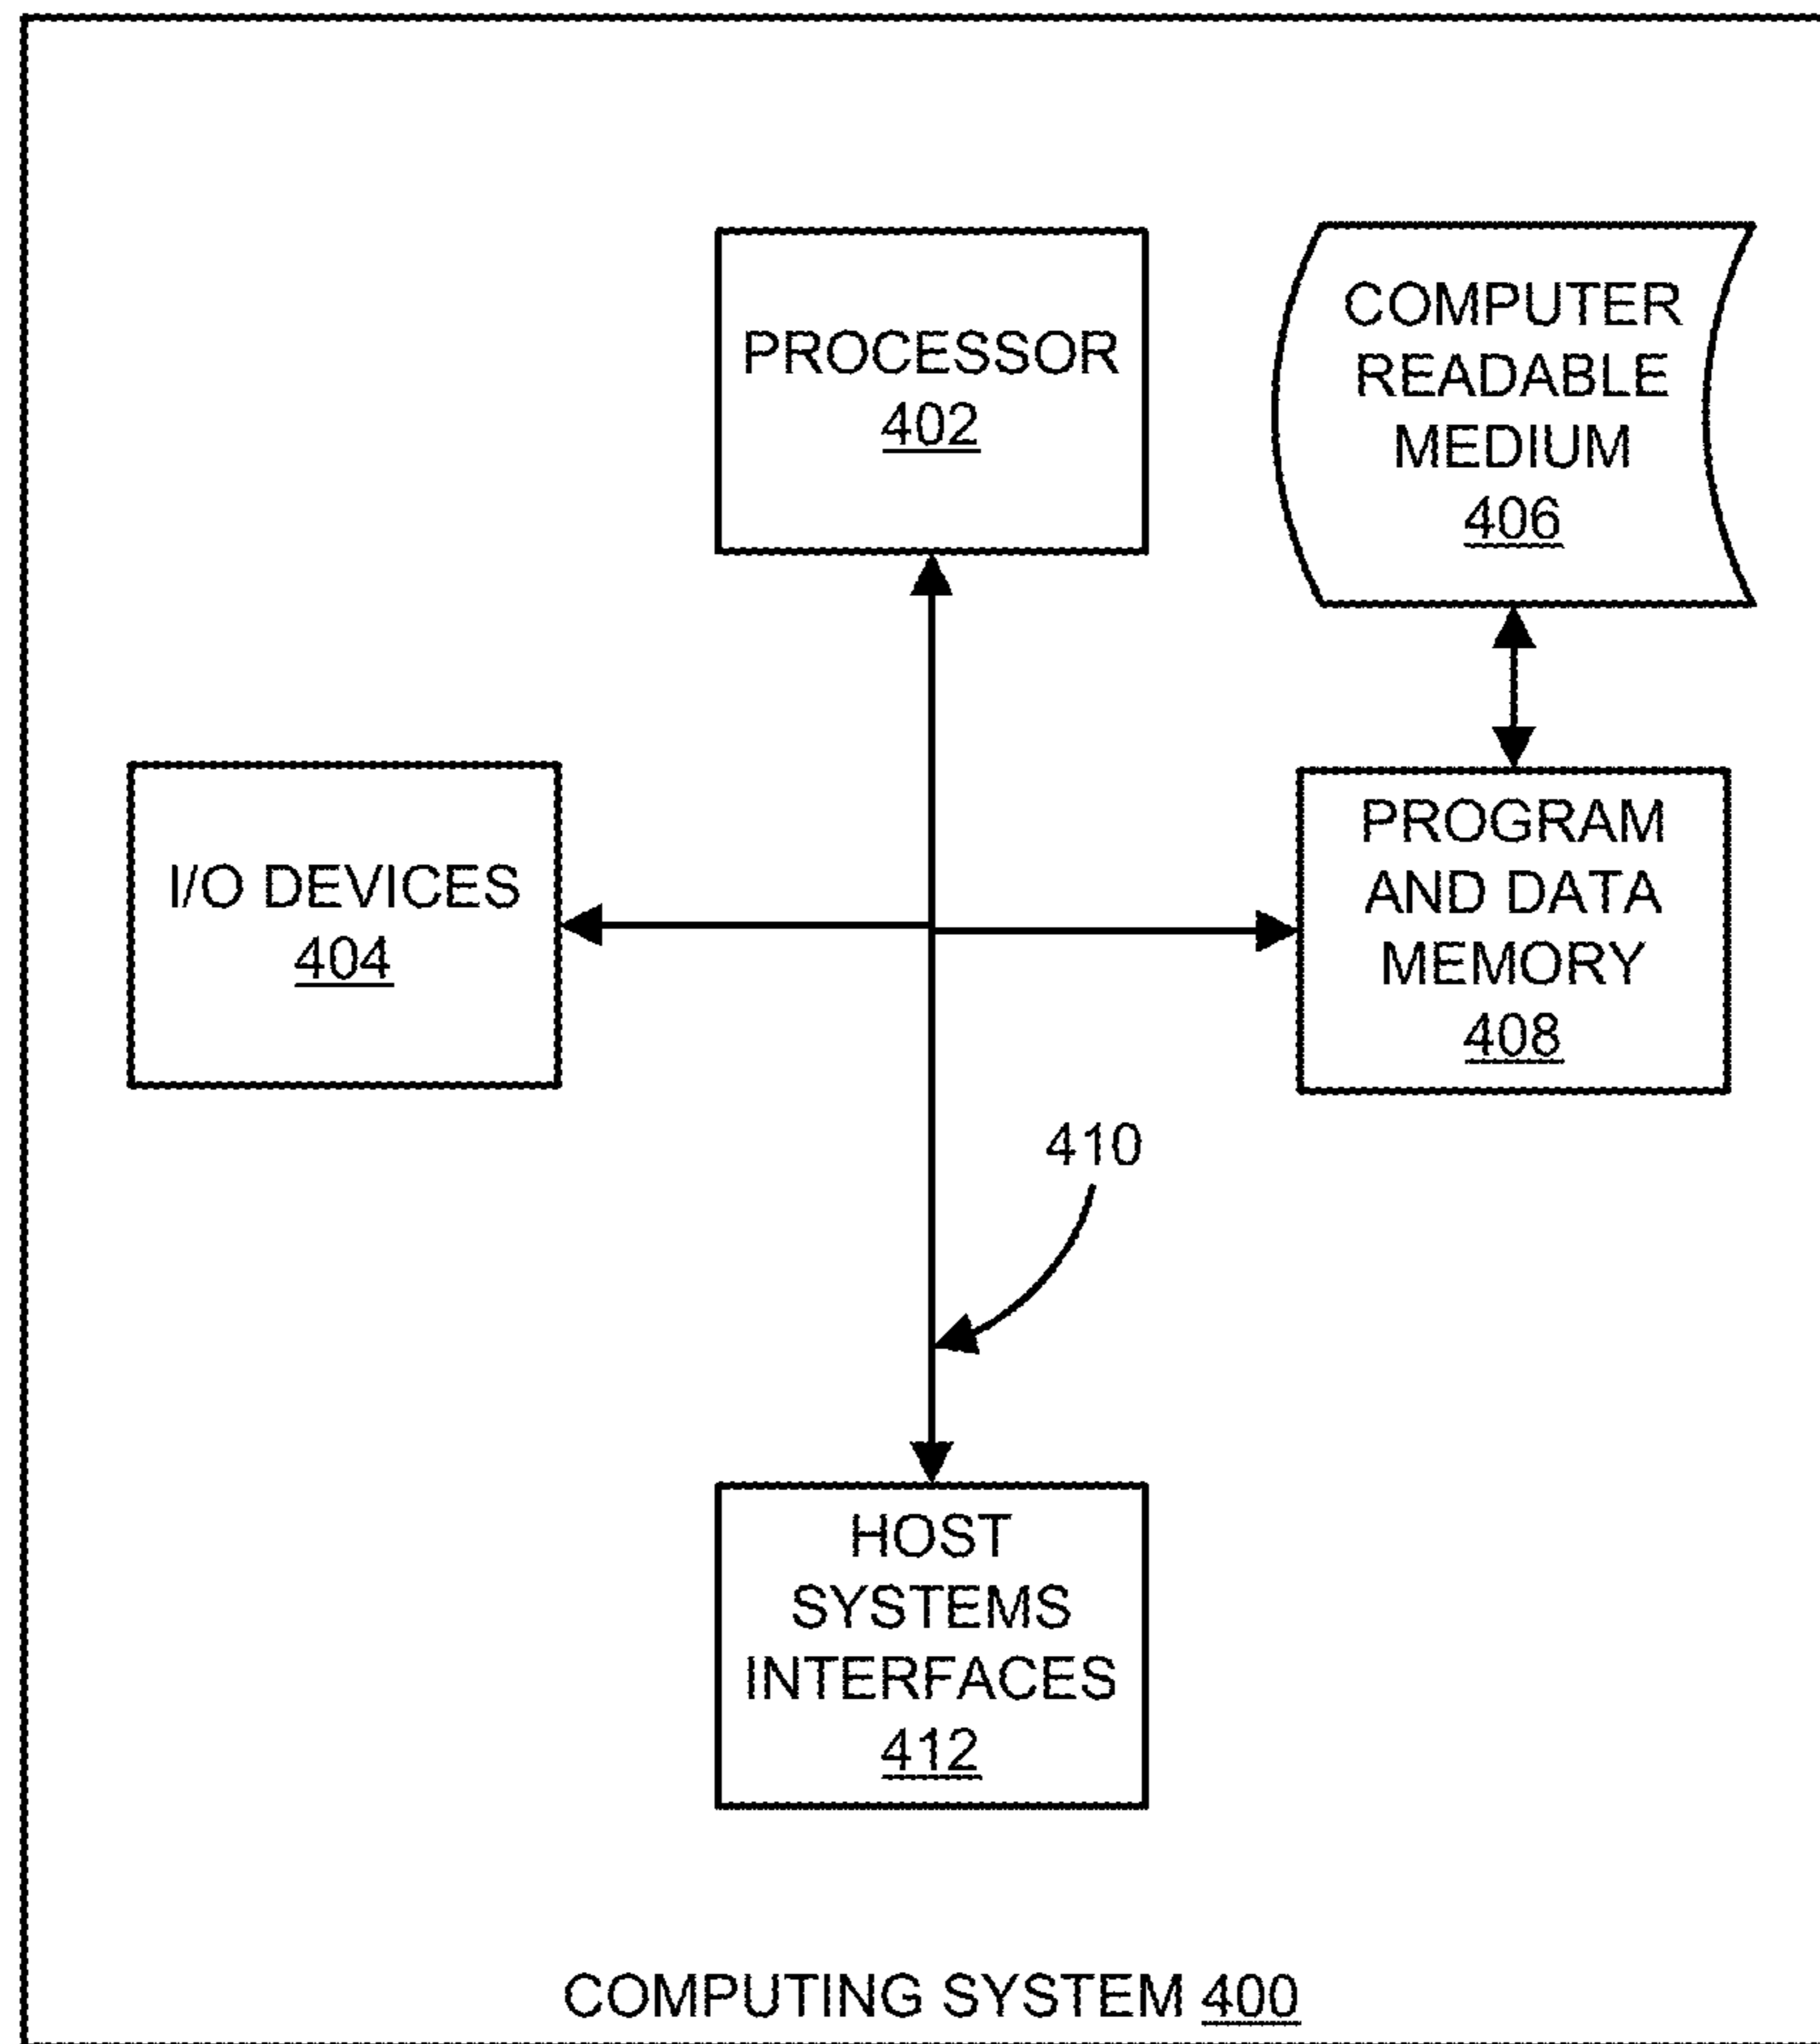 PROCESSOR
402
COMPUTER
READABLE
MEDIUM
406
I/O DEVICES
404
PROGRAM
AND DATA
MEMORY
408
410
HOST
SYSTEMS
INTERFACES
412
COMPUTING SYSTEM 400